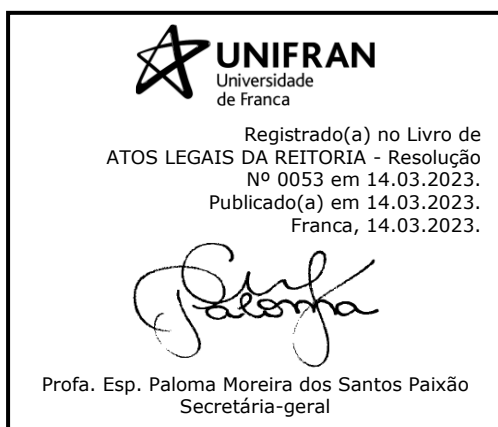 UNIFRAN
Universidade
de Franca
Registrado(a) no Livro de
ATOS LEGAIS DA REITORIA - Resolução
Nº 0053 em 14.03.2023.
Publicado(a) em 14.03.2023.
Franca, 14.03.2023.
Paloma
Profa. Esp. Paloma Moreira dos Santos Paixão
Secretária-geral